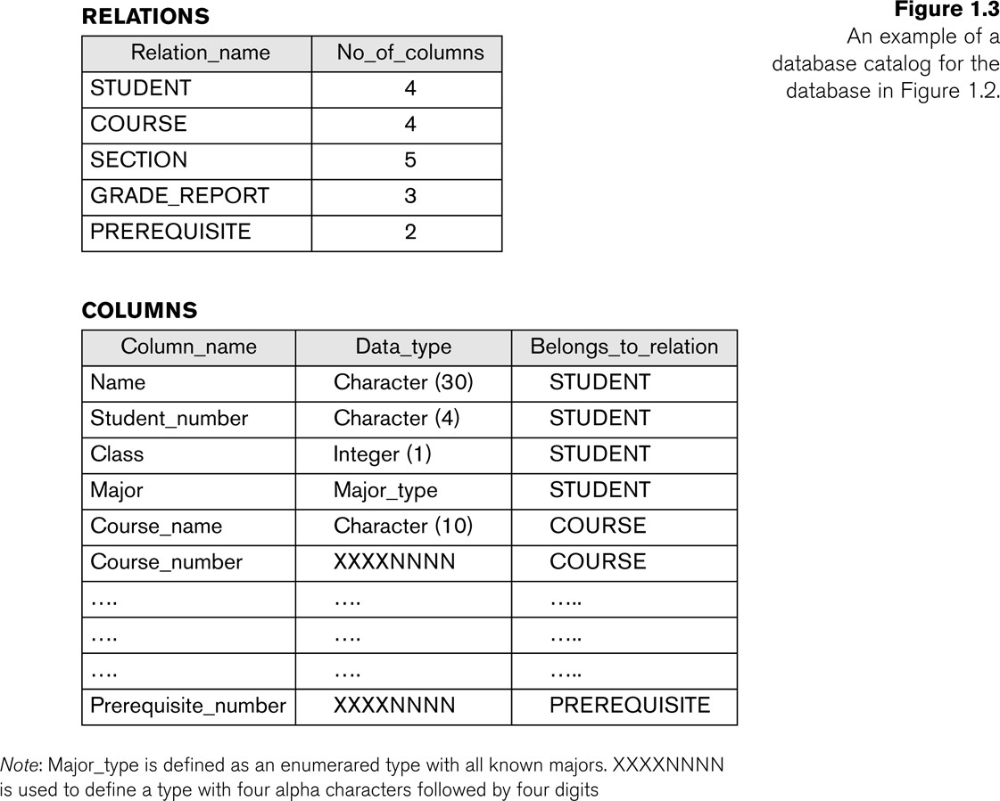 RELATIONS
Relation_name No_of_columns
STUDENT 4
COURSE 4
SECTION 5
GRADE_REPORT 3
PREREQUISITE 2
Figure 1.3
An example of a
database catalog for the
database in Figure 1.2.
COLUMNS
Column_name Data_type Belongs_to_relation
Name Character (30) STUDENT
Student_number Character (4) STUDENT
Class Integer (1) STUDENT
Major Major_type STUDENT
Course_name Character (10) COURSE
Course_number XXXXNNNN COURSE
…. …. …..
…. …. …..
…. …. …..
Prerequisite_number XXXXNNNN PREREQUISITE
Note: Major_type is defined as an enumerared type with all known majors. XXXXNNNN
is used to define a type with four alpha characters followed by four digits